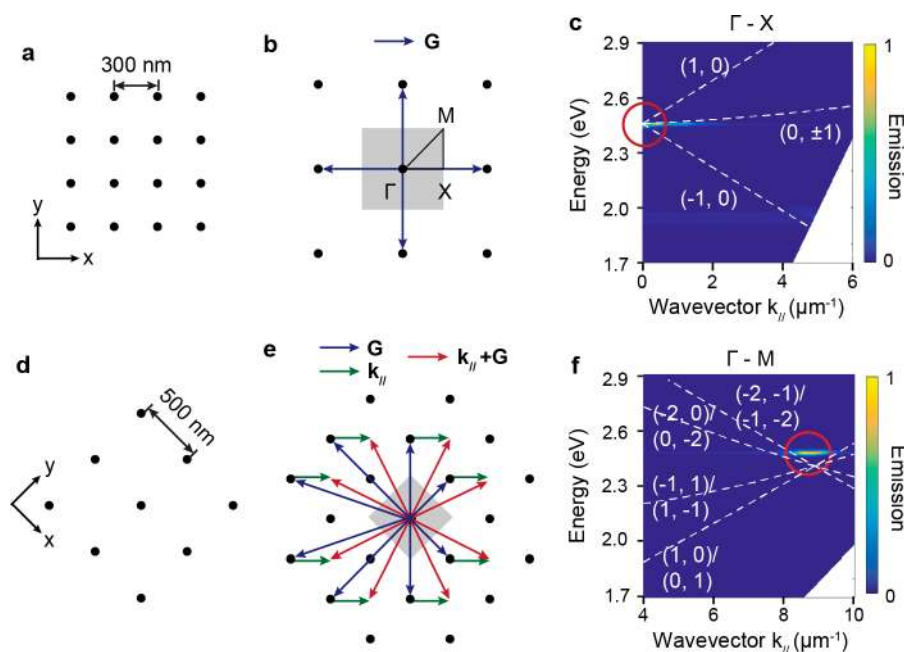 a
300 nm
y
x
b
G
M
Γ
X
c
Γ - X
2.9
2.6
2.3
2.0
1.7
Energy (eV)
(1, 0)
(0, ±1)
(-1, 0)
0
2
4
6
Wavevector k// (μm⁻¹)
1
0
Emission
d
500 nm
y
x
e
G
k//
k//+G
f
Γ - M
2.9
2.6
2.3
2.0
1.7
Energy (eV)
(-2, -1)/
(-1, -2)
(-2, 0)/
(0, -2)
(-1, 1)/
(1, -1)
(1, 0)/
(0, 1)
4
6
8
10
Wavevector k// (μm⁻¹)
1
0
Emission